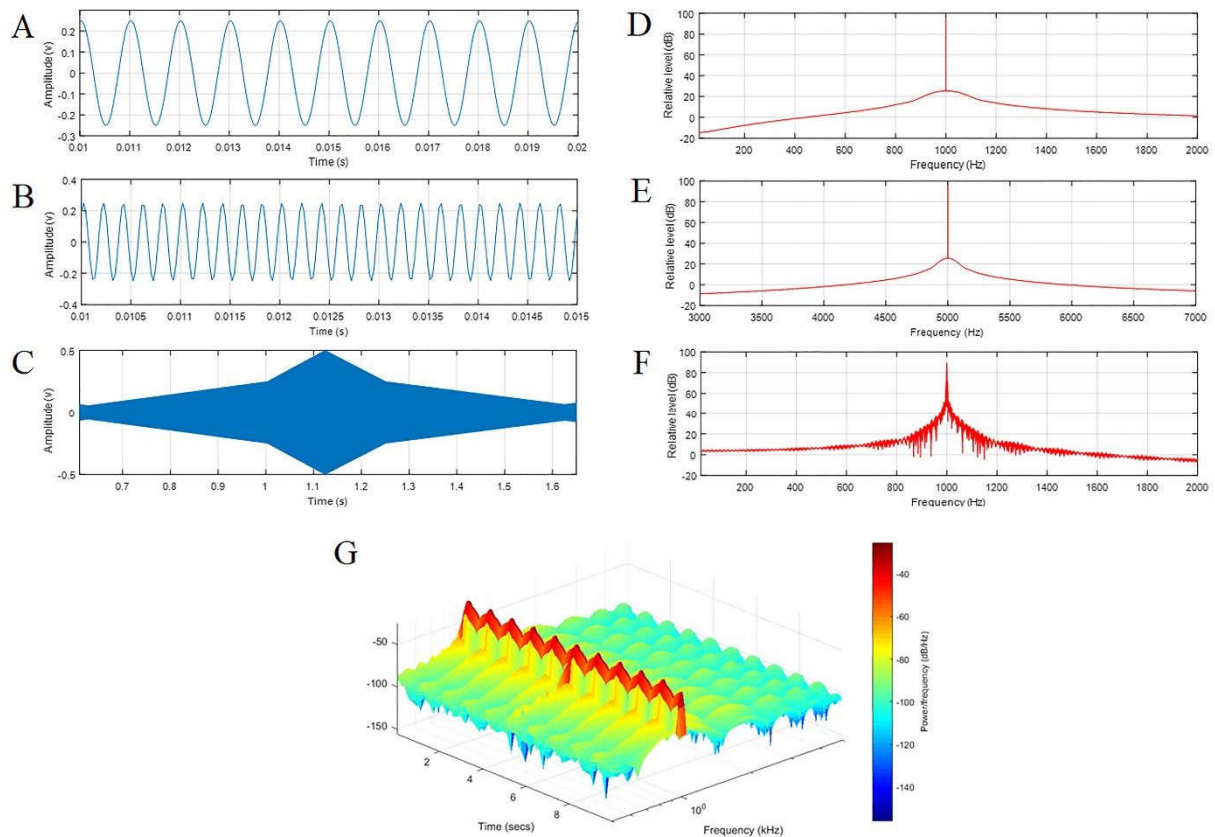 A
Amplitude (v)
0.2
0.1
0
-0.1
-0.2
-0.3
0.01 0.011 0.012 0.013 0.014 0.015 0.016 0.017 0.018 0.019 0.02
Time (s)
B
Amplitude (v)
0.4
0.2
0
-0.2
-0.4
0.01 0.0105 0.011 0.0115 0.012 0.0125 0.013 0.0135 0.014 0.0145 0.015
Time (s)
C
Amplitude (v)
0.5
0
-0.5
0.7 0.8 0.9 1 1.1 1.2 1.3 1.4 1.5 1.6
Time (s)
D
Relative level (dB)
100
80
60
40
20
0
-20
200 400 600 800 1000 1200 1400 1600 1800 2000
Frequency (Hz)
E
Relative level (dB)
100
80
60
40
20
0
-20
3000 3500 4000 4500 5000 5500 6000 6500 7000
Frequency (Hz)
F
Relative level (dB)
100
80
60
40
20
0
-20
200 400 600 800 1000 1200 1400 1600 1800 2000
Frequency (Hz)
G
-50
-100
-150
2
4
6
8
Time (secs)
10⁰
Frequency (kHz)
-40
-60
-80
-100
-120
-140
Power/frequency (dB/Hz)